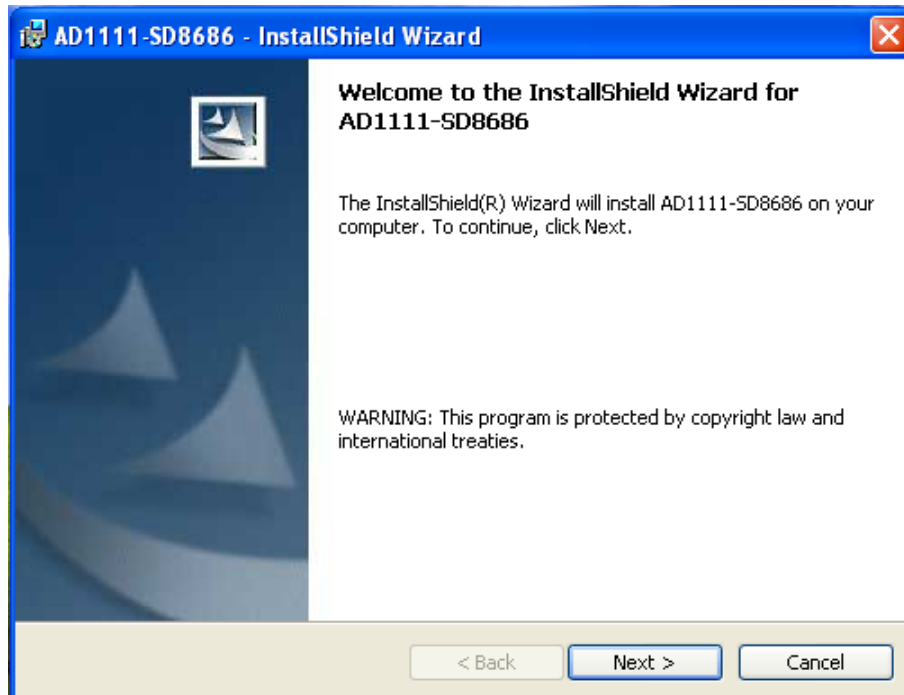 AD1111-SD8686 - InstallShield Wizard
Welcome to the InstallShield Wizard for
AD1111-SD8686
The InstallShield(R) Wizard will install AD1111-SD8686 on your
computer. To continue, click Next.
WARNING: This program is protected by copyright law and
international treaties.
< Back
Next >
Cancel